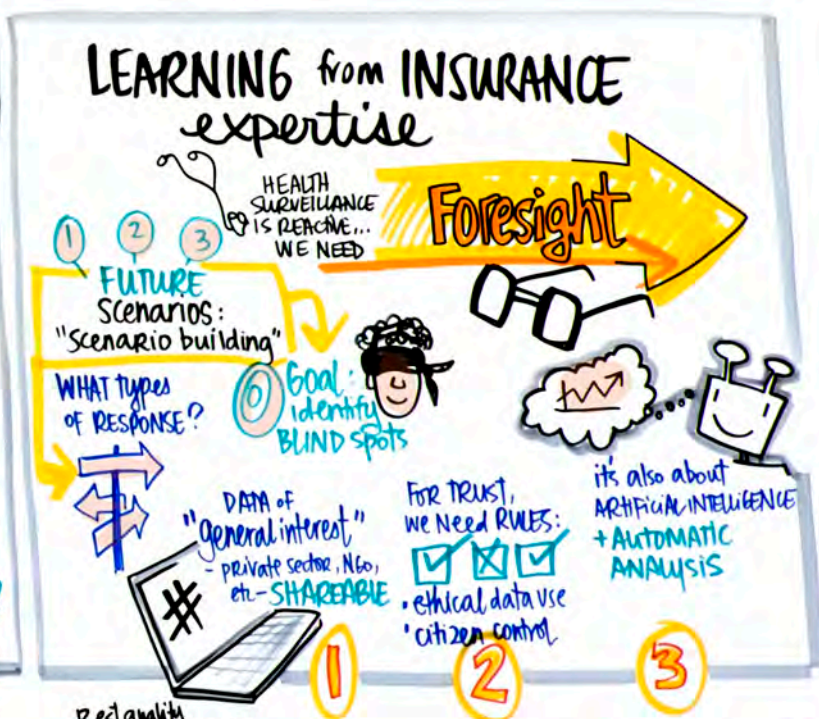 LEARNING from INSURANCE
expertise
HEALTH
SURVEILLANCE
IS REACTIVE...
WE NEED
Foresight
1 2 3
FUTURE
Scenarios:
"Scenario building"
WHAT types
of RESPONSE?
Goal:
identify
BLIND spots
DATA of
"general interest"
- private sector, NGO,
etc - SHAREABLE
#
1
FOR TRUST,
we Need RULES:
• ethical data use
• citizen control
2
it's also about
ARTIFICIAL INTELLIGENCE
+ AUTOMATIC
ANALYSIS
3